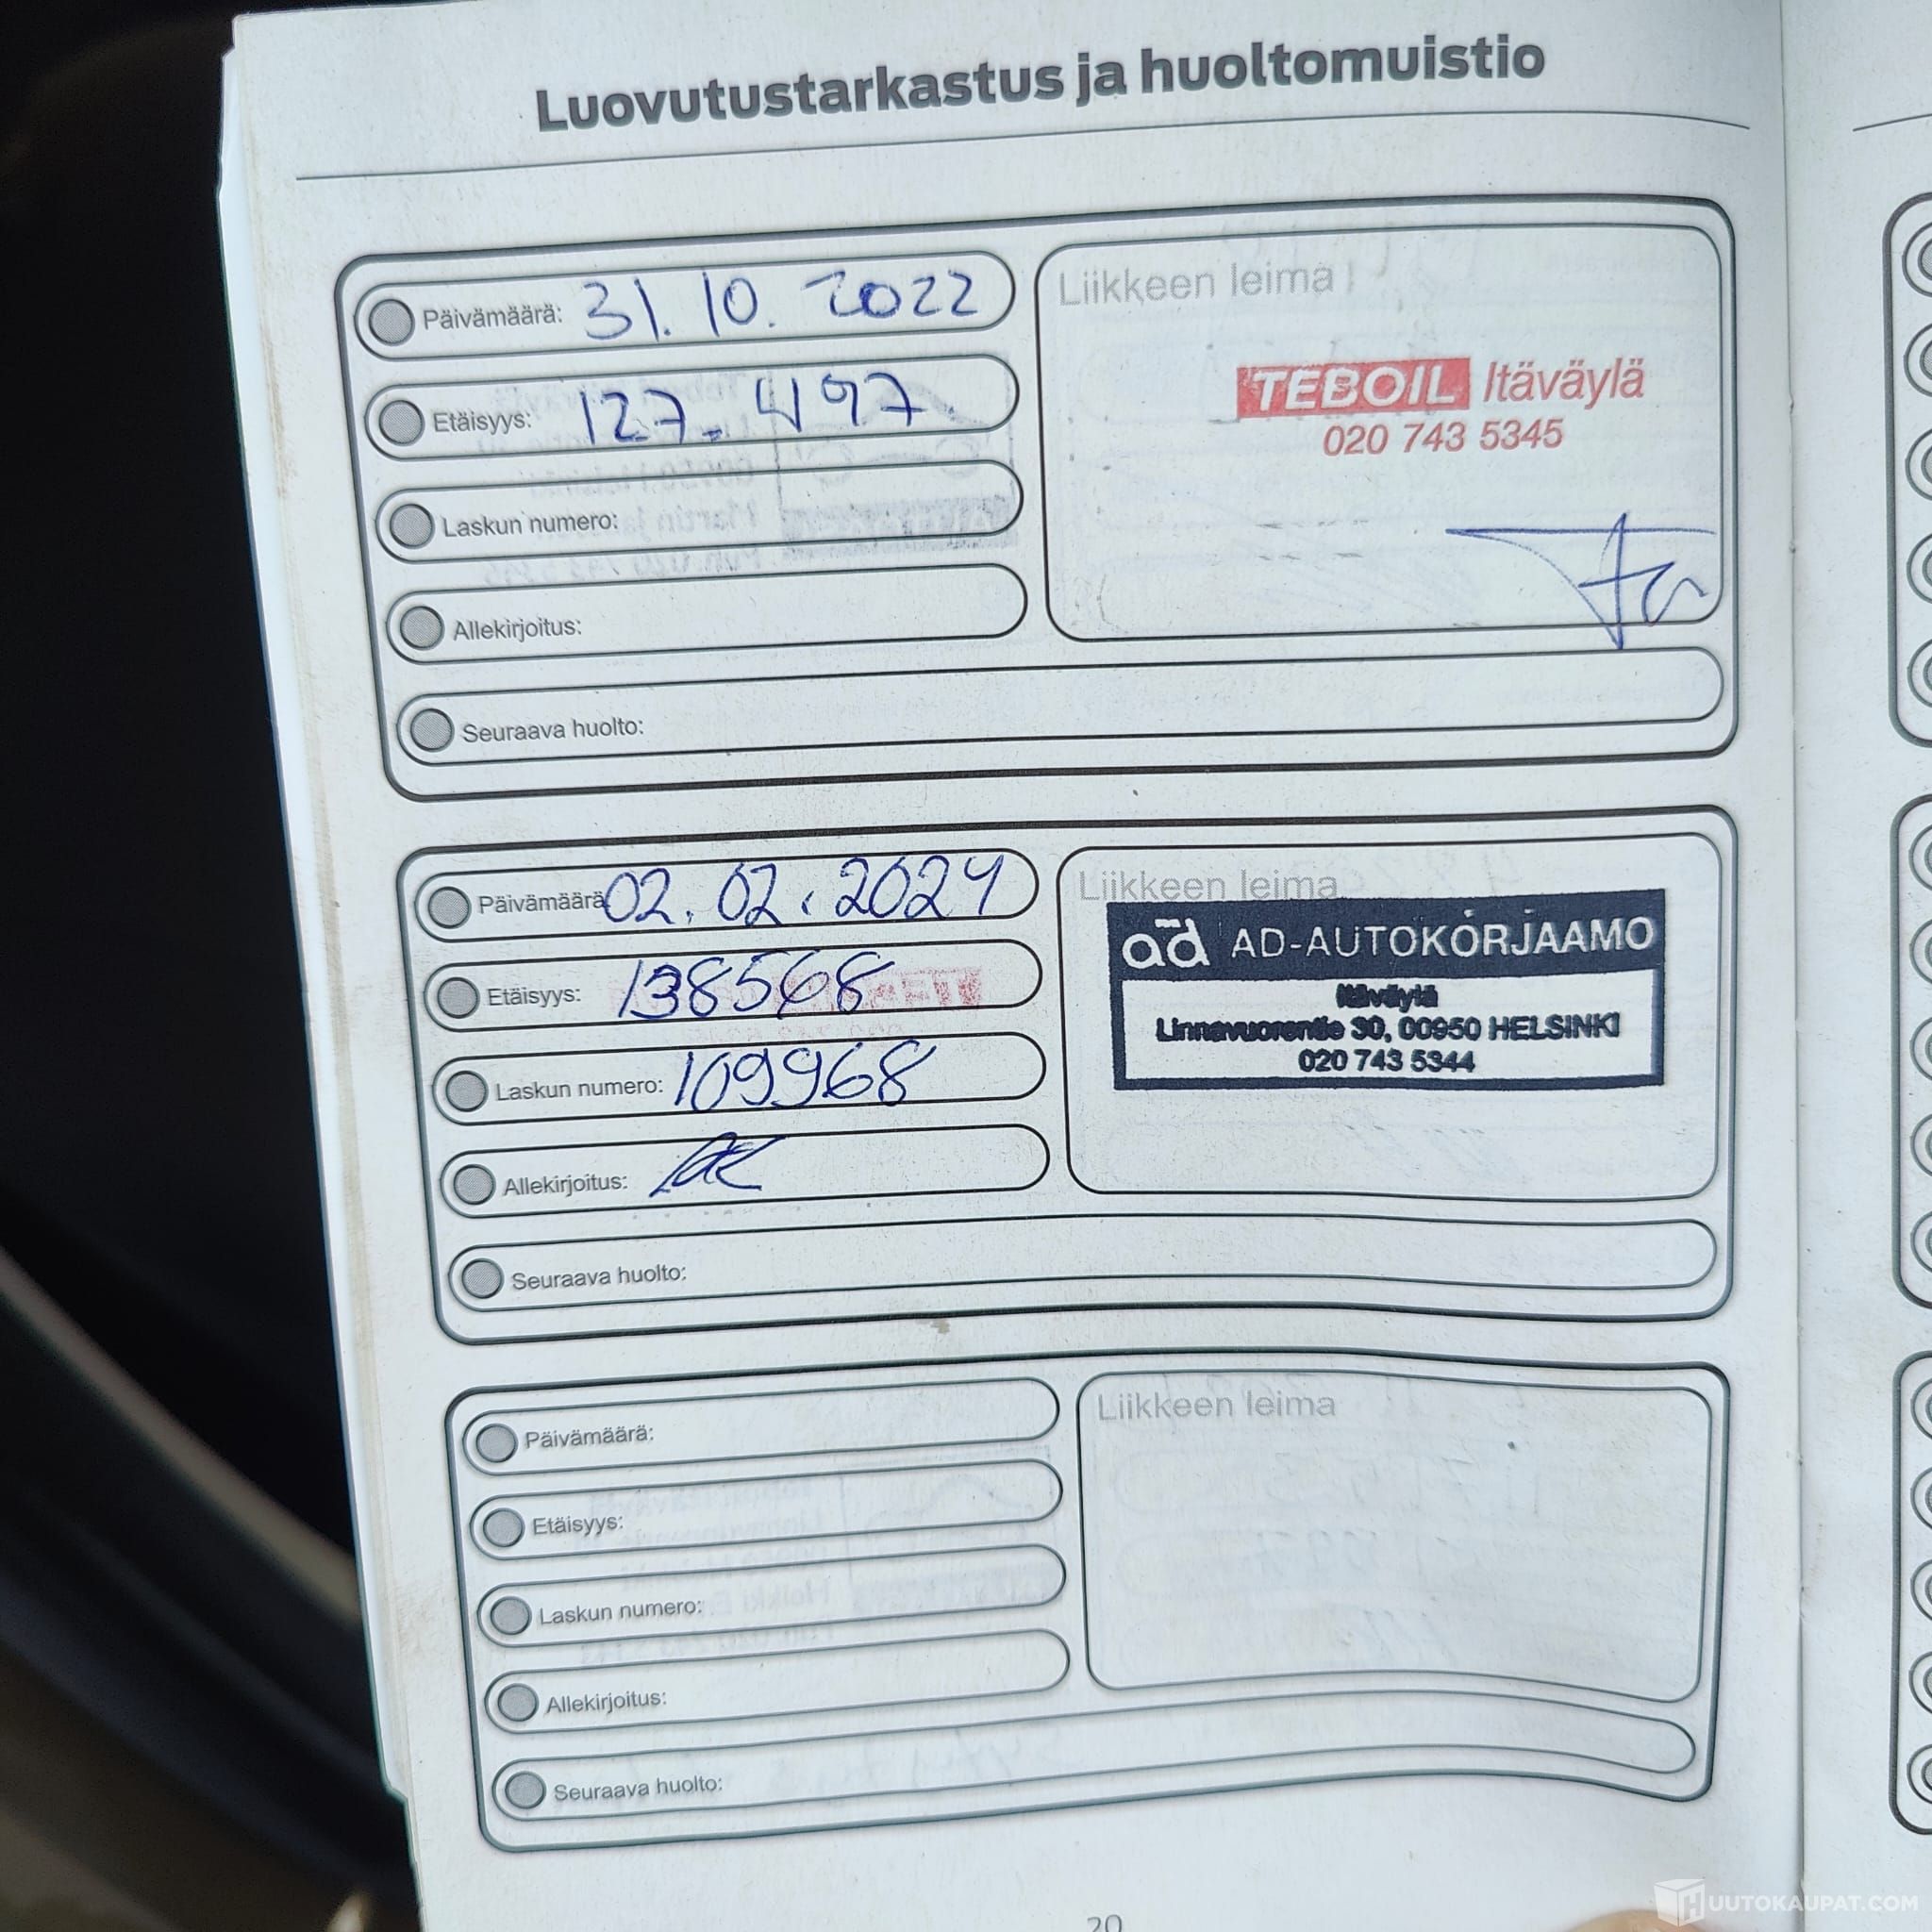 Luovutustarkastus ja huoltomuistio
Päivämäärä: 31.10.2022
Etäisyys: 127.497
Laskun numero:
Allekirjoitus:
Seuraava huolto:
Liikkeen leima
TEBOIL Itäväylä
020 743 5345
Päivämäärä 02.02.2024
Etäisyys: 138568
Laskun numero: 109968
Allekirjoitus:
Seuraava huolto:
Liikkeen leima
ad AD-AUTOKORJAAMO
Itäväylä
Linnavuorentie 30, 00950 HELSINKI
020 743 5344
Päivämäärä:
Etäisyys:
Laskun numero:
Allekirjoitus:
Seuraava huolto:
Liikkeen leima
20
HUUTOKAUPAT.COM